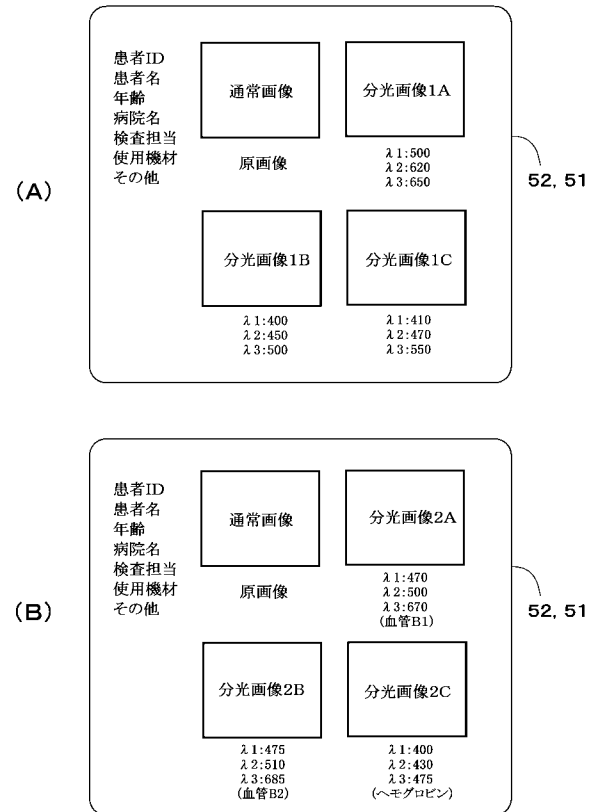 (A)
患者ID
患者名
年齢
病院名
検査担当
使用機材
その他
通常画像
原画像
分光画像1A
λ1:500
λ2:620
λ3:650
分光画像1B
λ1:400
λ2:450
λ3:500
分光画像1C
λ1:410
λ2:470
λ3:550
52, 51
(B)
患者ID
患者名
年齢
病院名
検査担当
使用機材
その他
通常画像
原画像
分光画像2A
λ1:470
λ2:500
λ3:670
(血管B1)
分光画像2B
λ1:475
λ2:510
λ3:685
(血管B2)
分光画像2C
λ1:400
λ2:430
λ3:475
(ヘモグロビン)
52, 51